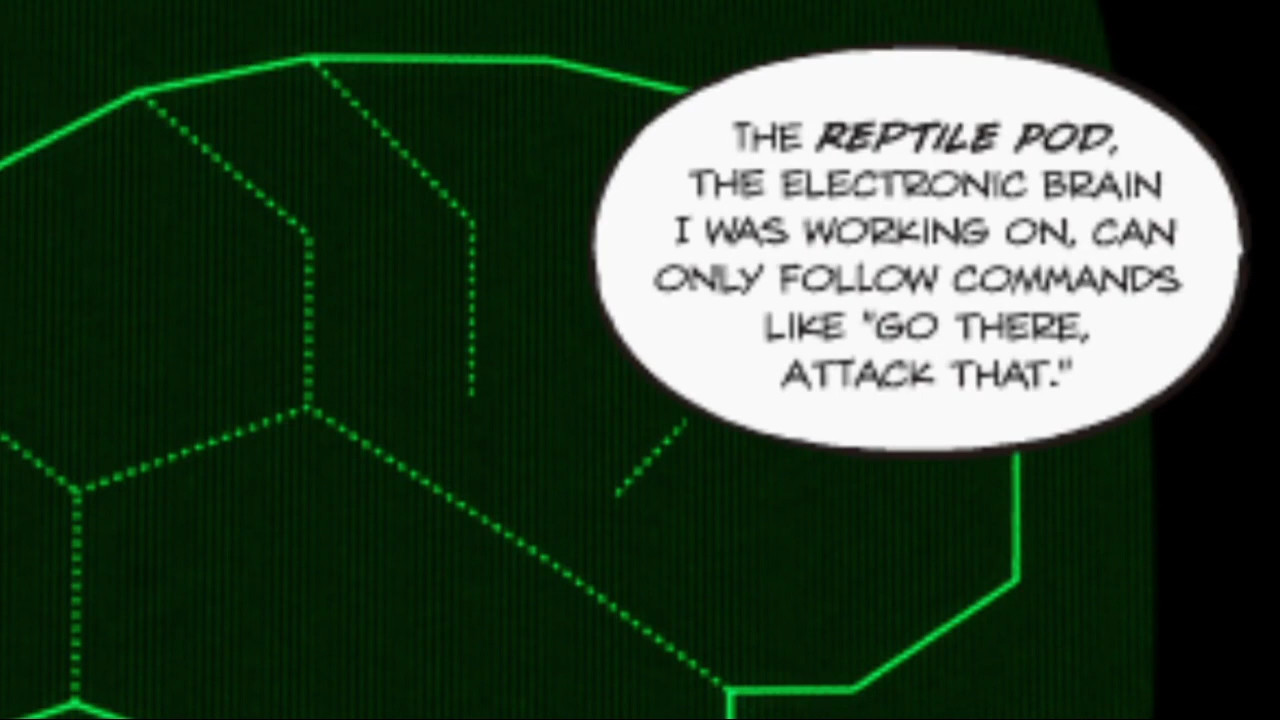 THE REPTILE POD,
THE ELECTRONIC BRAIN
I WAS WORKING ON, CAN
ONLY FOLLOW COMMANDS
LIKE "GO THERE,
ATTACK THAT."